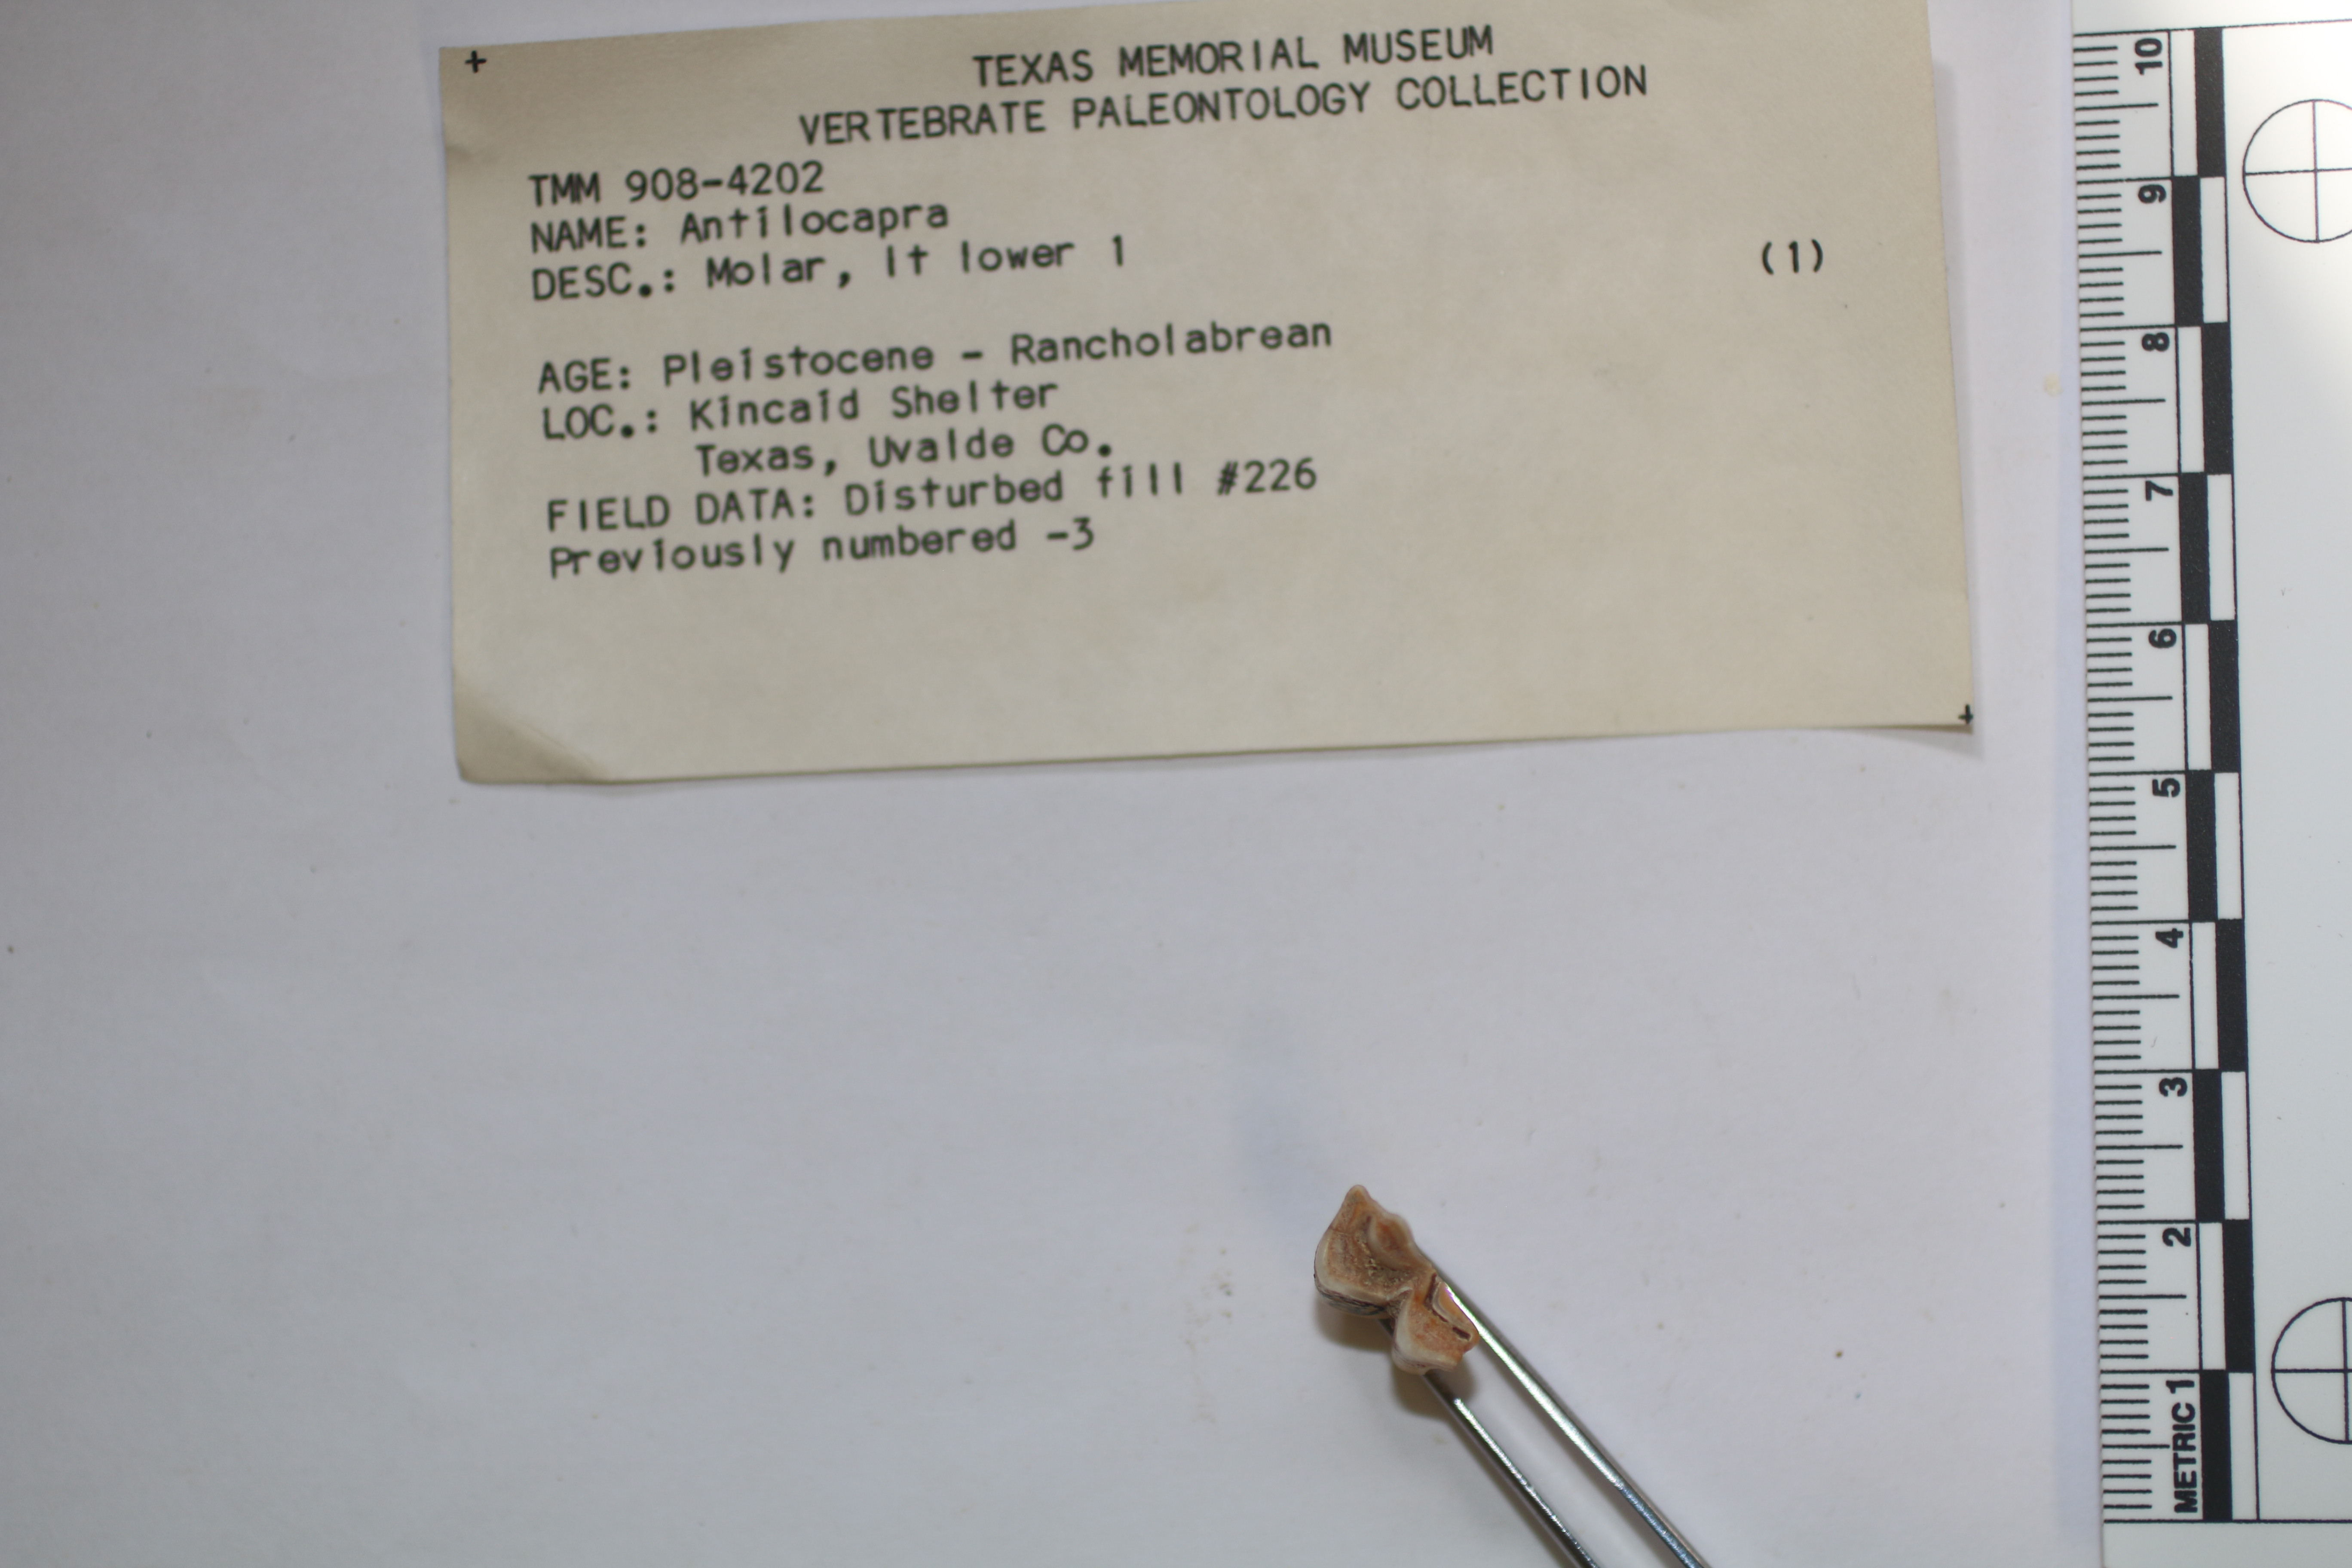 TEXAS MEMORIAL MUSEUM
VERTEBRATE PALEONTOLOGY COLLECTION
TMM 908-4202
NAME: Antilocapra
DESC.: Molar, lt lower 1 (1)
AGE: Pleistocene - Rancholabrean
LOC.: Kincaid Shelter
Texas, Uvalde Co.
FIELD DATA: Disturbed fill #226
Previously numbered -3
10
9
8
7
6
5
4
3
2
METRIC 1